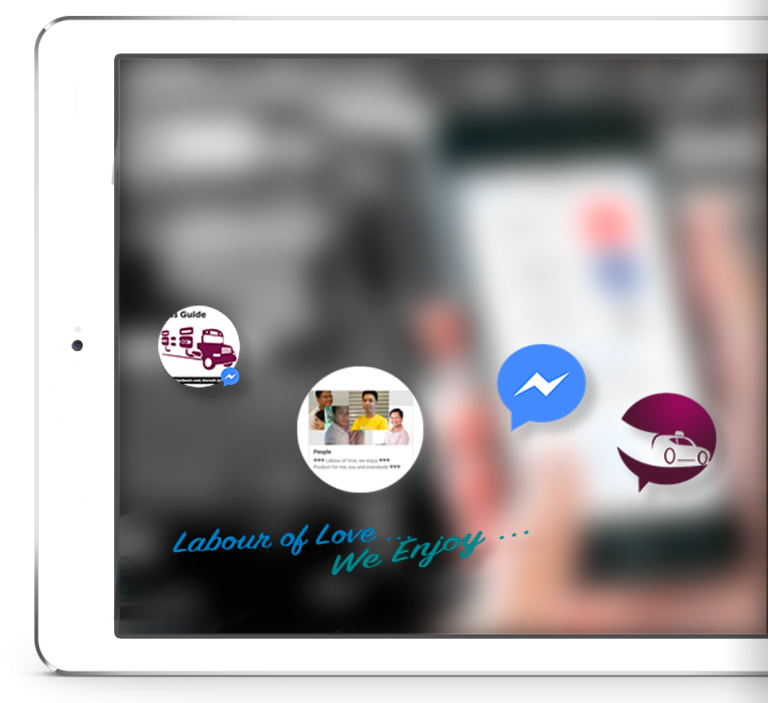 s Guide
People
♥♥♥ Labour of love, we enjoy ♥♥♥
Product for me, you and everybody ♥♥♥
Labour of Love ...
We Enjoy ...